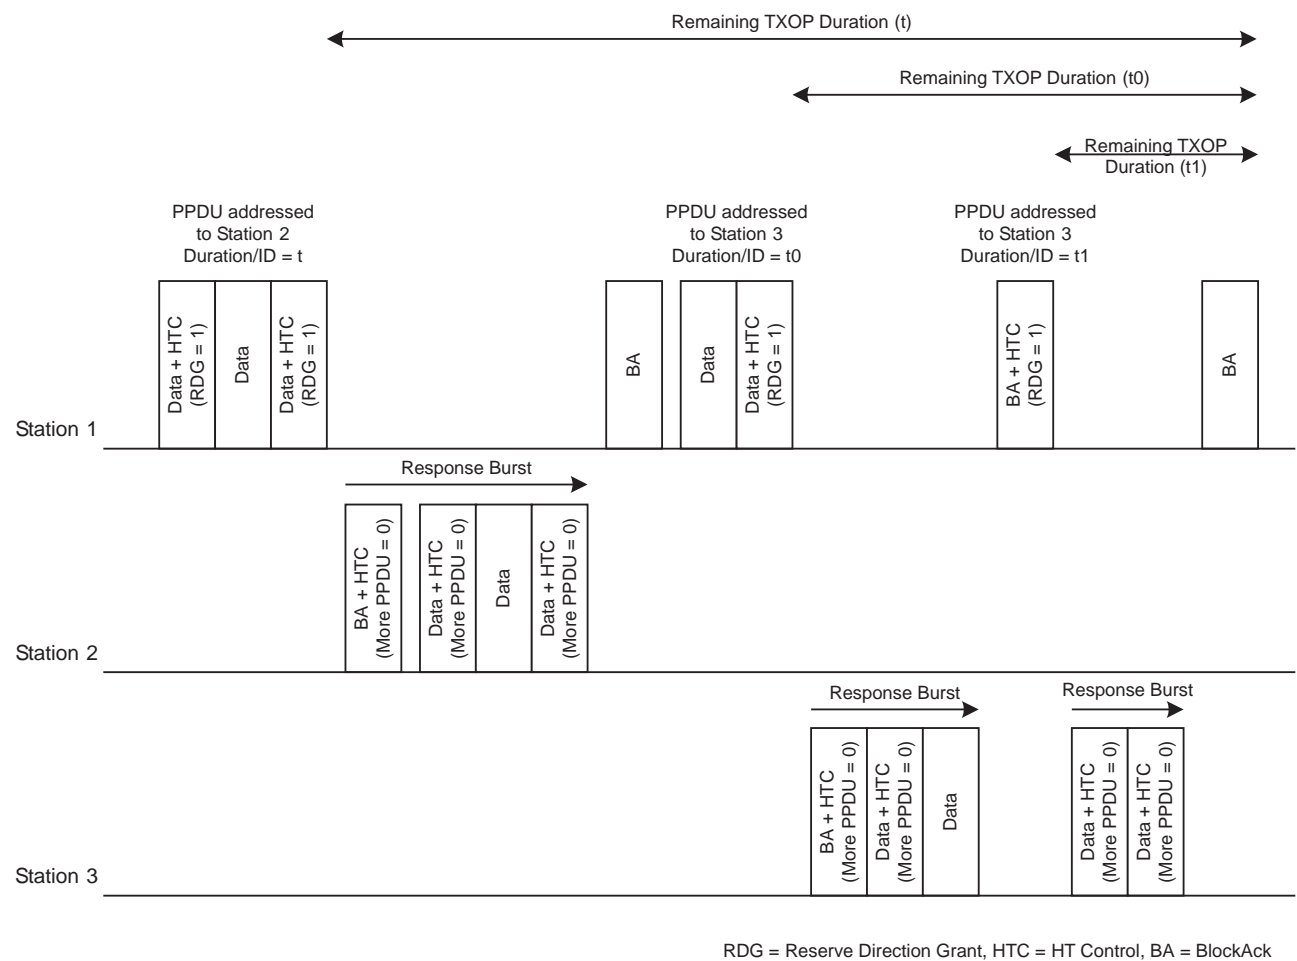 Remaining TXOP Duration (t)
Remaining TXOP Duration (t0)
Remaining TXOP
Duration (t1)
PPDU addressed
to Station 2
Duration/ID = t
PPDU addressed
to Station 3
Duration/ID = t0
PPDU addressed
to Station 3
Duration/ID = t1
Station 1
Data + HTC
(RDG = 1)
Data
Data + HTC
(RDG = 1)
BA
Data
Data + HTC
(RDG = 1)
BA + HTC
(RDG = 1)
BA
Response Burst
Station 2
BA + HTC
(More PPDU = 0)
Data + HTC
(More PPDU = 0)
Data
Data + HTC
(More PPDU = 0)
Response Burst
Response Burst
Station 3
BA + HTC
(More PPDU = 0)
Data + HTC
(More PPDU = 0)
Data
Data + HTC
(More PPDU = 0)
Data + HTC
(More PPDU = 0)
RDG = Reserve Direction Grant, HTC = HT Control, BA = BlockAck